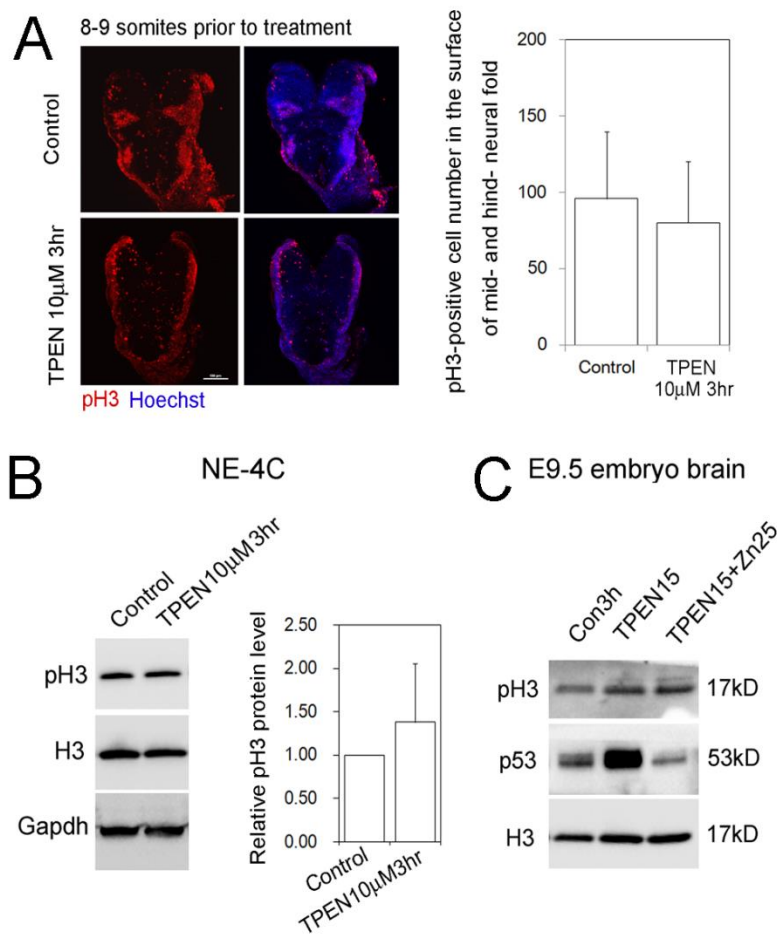 A
8-9 somites prior to treatment
Control
TPEN 10μM 3hr
pH3 Hoechst
pH3-positive cell number in the surface
of mid- and hind- neural fold
200
150
100
50
0
Control
TPEN
10μM 3hr
B
NE-4C
Control
TPEN10μM3hr
pH3
H3
Gapdh
Relative pH3 protein level
2.50
2.00
1.50
1.00
0.50
0.00
Control
TPEN10μM3hr
C
E9.5 embryo brain
Con3h
TPEN15
TPEN15+Zn25
pH3
17kD
p53
53kD
H3
17kD